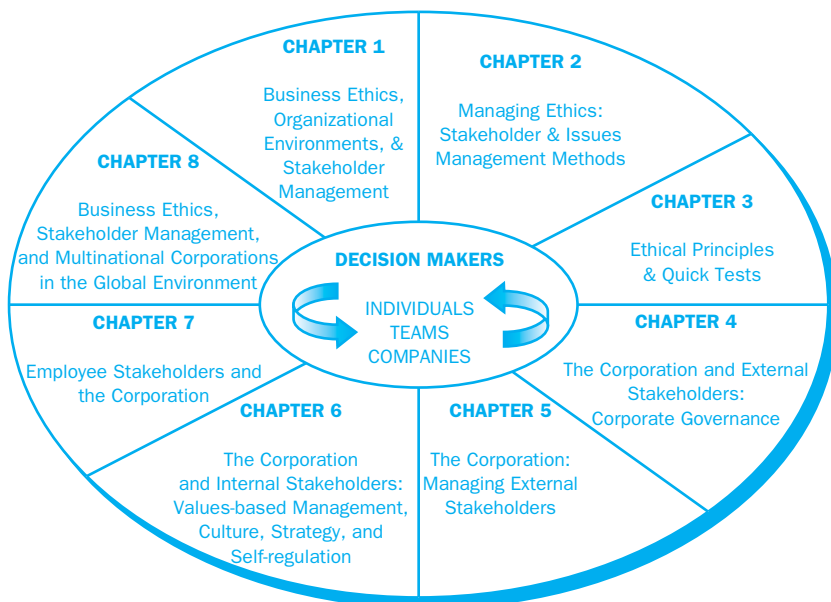 CHAPTER 1
Business Ethics,
Organizational
Environments, &
Stakeholder
Management
CHAPTER 2
Managing Ethics:
Stakeholder & Issues
Management Methods
CHAPTER 3
Ethical Principles
& Quick Tests
CHAPTER 4
The Corporation and External
Stakeholders:
Corporate Governance
CHAPTER 5
The Corporation:
Managing External
Stakeholders
CHAPTER 6
The Corporation
and Internal Stakeholders:
Values-based Management,
Culture, Strategy, and
Self-regulation
CHAPTER 7
Employee Stakeholders and
the Corporation
CHAPTER 8
Business Ethics,
Stakeholder Management,
and Multinational Corporations
in the Global Environment
DECISION MAKERS
INDIVIDUALS
TEAMS
COMPANIES